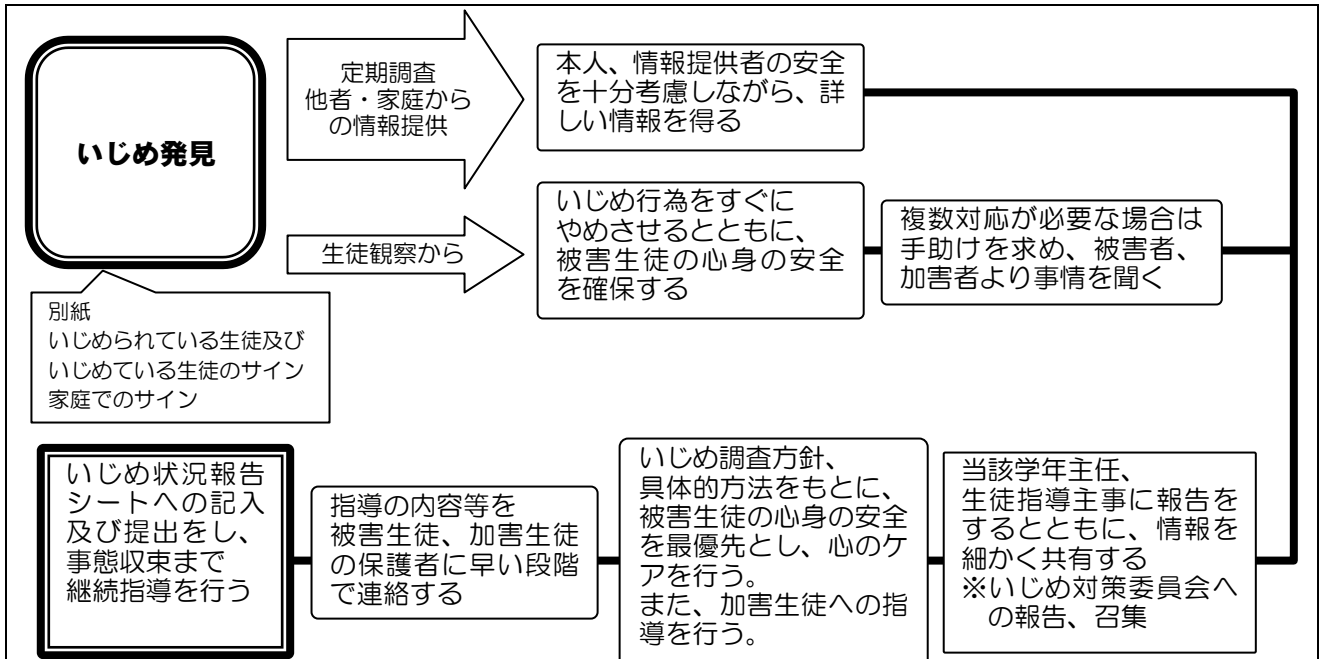 いじめ発見
定期調査
他者・家庭から
の情報提供
本人、情報提供者の安全
を十分考慮しながら、詳
しい情報を得る
生徒観察から
いじめ行為をすぐに
やめさせるとともに、
被害生徒の心身の安全
を確保する
複数対応が必要な場合は
手助けを求め、被害者、
加害者より事情を聞く
別紙
いじめられている生徒及び
いじめている生徒のサイン
家庭でのサイン
当該学年主任、
生徒指導主事に報告を
するとともに、情報を
細かく共有する
※いじめ対策委員会へ
の報告、召集
いじめ調査方針、
具体的方法をもとに、
被害生徒の心身の安全
を最優先とし、心のケ
アを行う。
また、加害生徒への指
導を行う。
指導の内容等を
被害生徒、加害生徒
の保護者に早い段階
で連絡する
いじめ状況報告
シートへの記入
及び提出をし、
事態収束まで
継続指導を行う